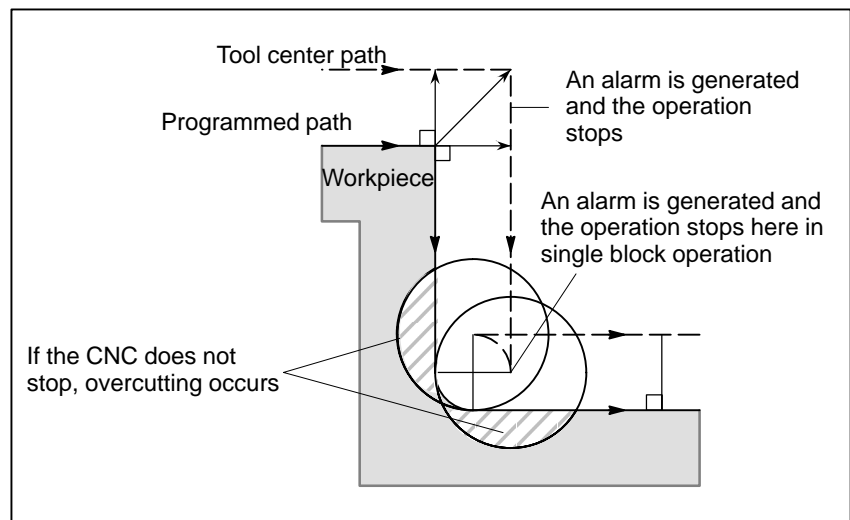 Tool center path
An alarm is generated
and the operation
stops
Programmed path
Workpiece
An alarm is generated and
the operation stops here in
single block operation
If the CNC does not
stop, overcutting occurs